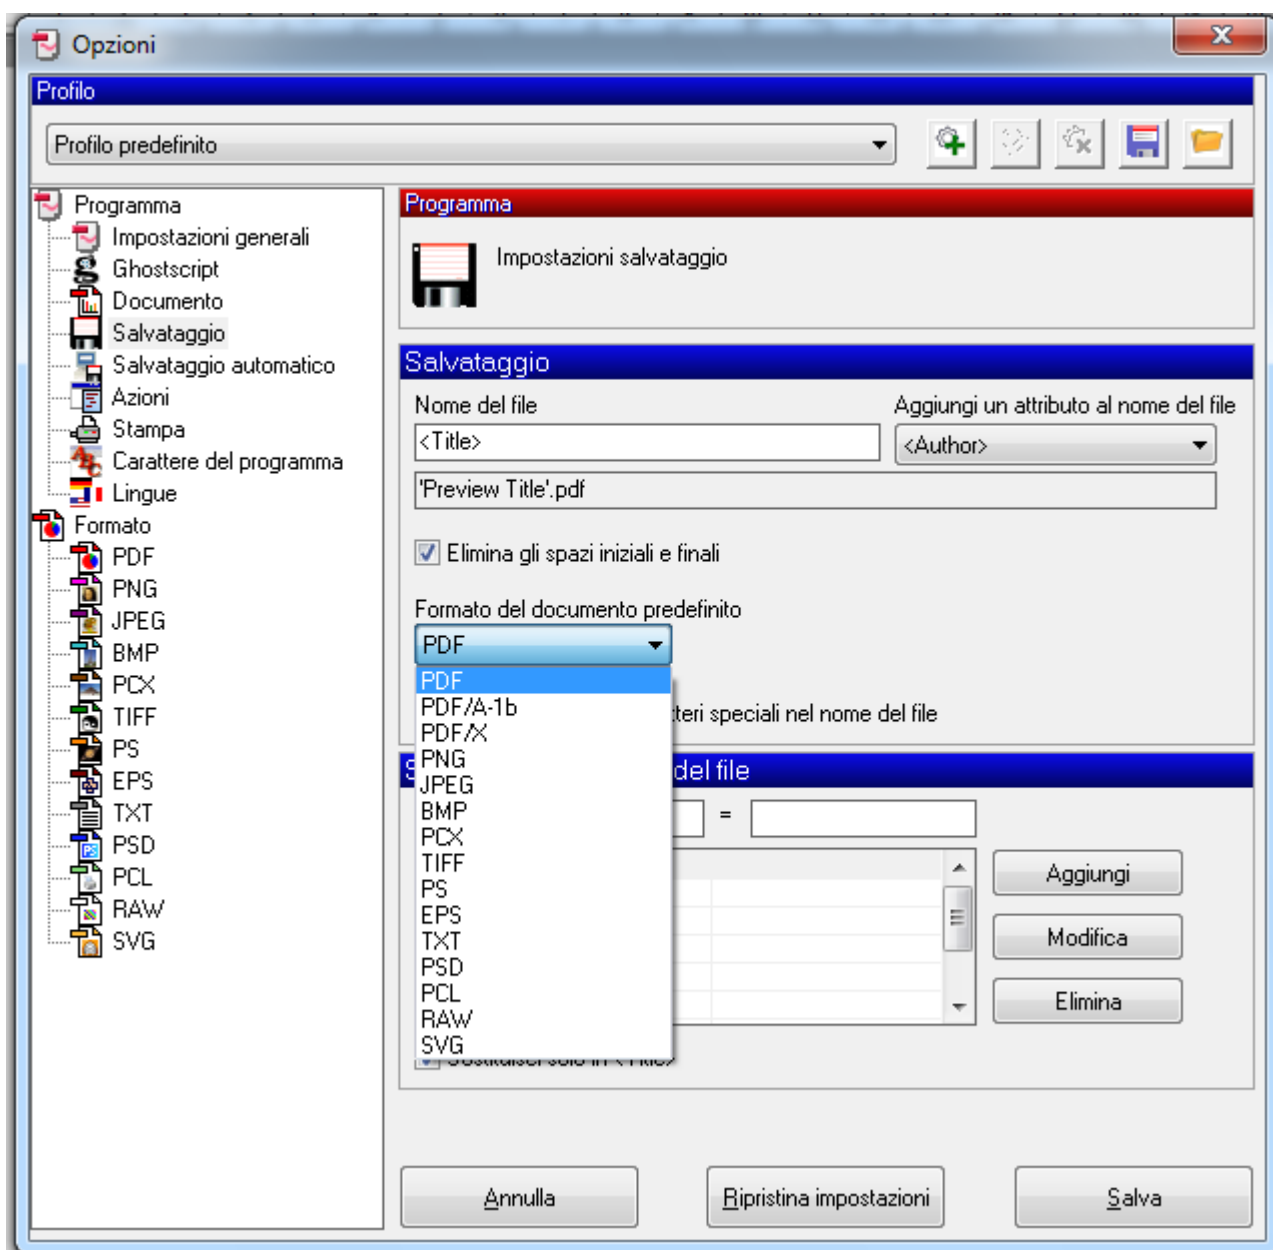 Opzioni
Profilo
Profilo predefinito
Programma
Impostazioni generali
Ghostscript
Documento
Salvataggio
Salvataggio automatico
Azioni
Stampa
Carattere del programma
Lingue
Formato
PDF
PNG
JPEG
BMP
PCX
TIFF
PS
EPS
TXT
PSD
PCL
RAW
SVG
Programma
Impostazioni salvataggio
Salvataggio
Nome del file
Aggiungi un attributo al nome del file
<Title>
<Author>
'Preview Title'.pdf
Elimina gli spazi iniziali e finali
Formato del documento predefinito
PDF
PDF
PDF/A-1b
PDF/X
PNG
JPEG
BMP
PCX
TIFF
PS
EPS
TXT
PSD
PCL
RAW
SVG
speciali nel nome del file
del file
=
Aggiungi
Modifica
Elimina
Sostituisci solo in <Title>
Annulla
Ripristina impostazioni
Salva